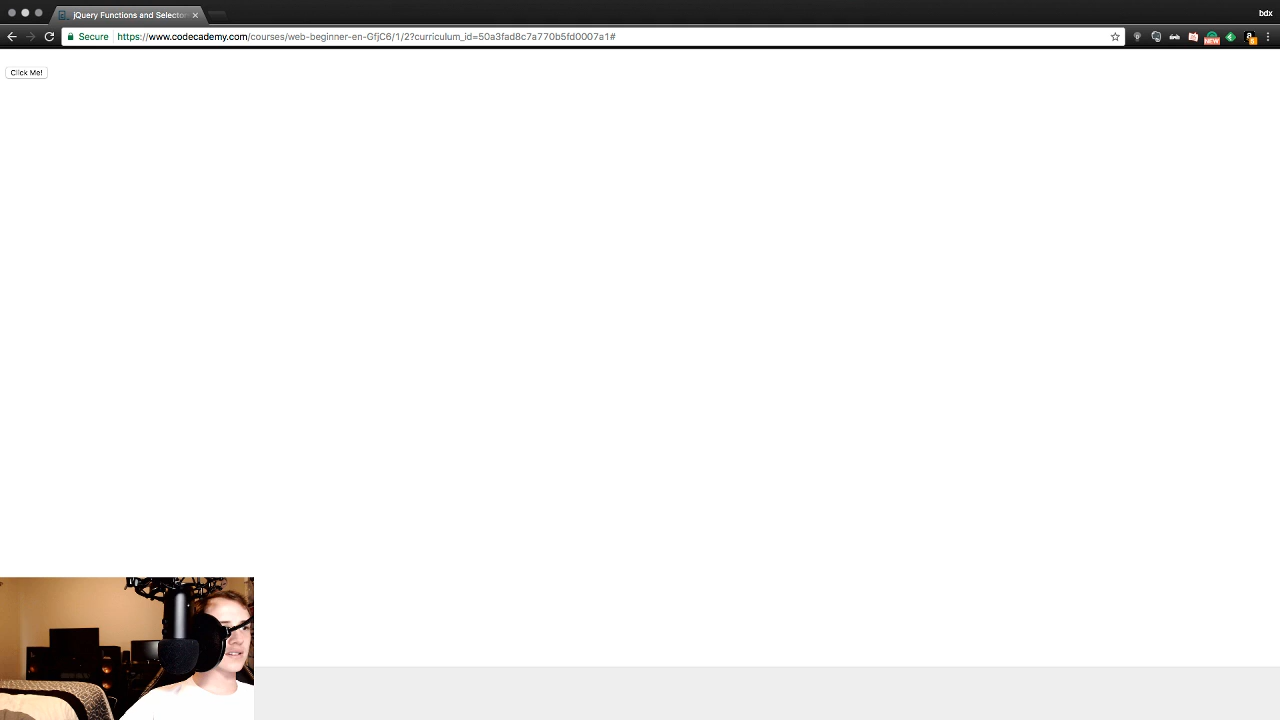 jQuery Functions and Selecto
bdx
Secure https://www.codecademy.com/courses/web-beginner-en-GfjC6/1/2?curriculum_id=50a3fad8c7a770b5fd0007a1#
NEW
Click Me!